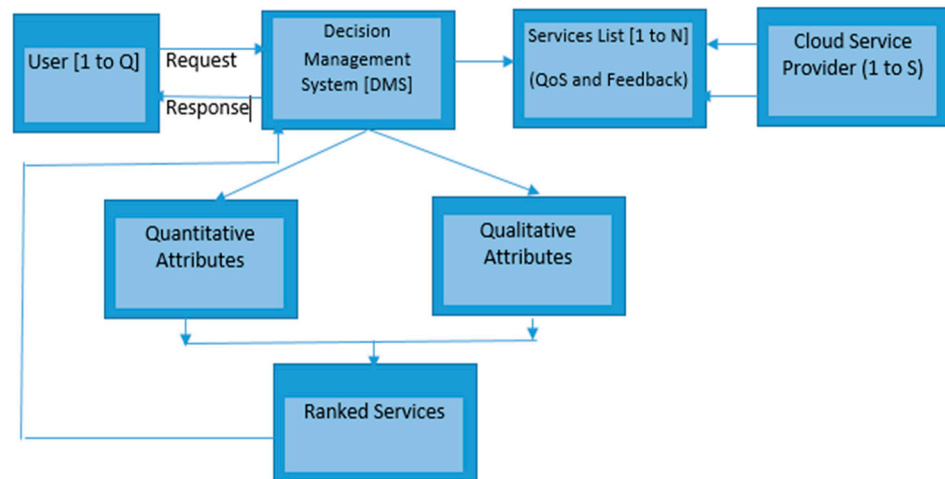 User [1 to Q]
Request
Response
Decision
Management
System [DMS]
Services List [1 to N]
(QoS and Feedback]
Cloud Service
Provider (1 to S)
Quantitative
Attributes
Qualitative
Attributes
Ranked Services